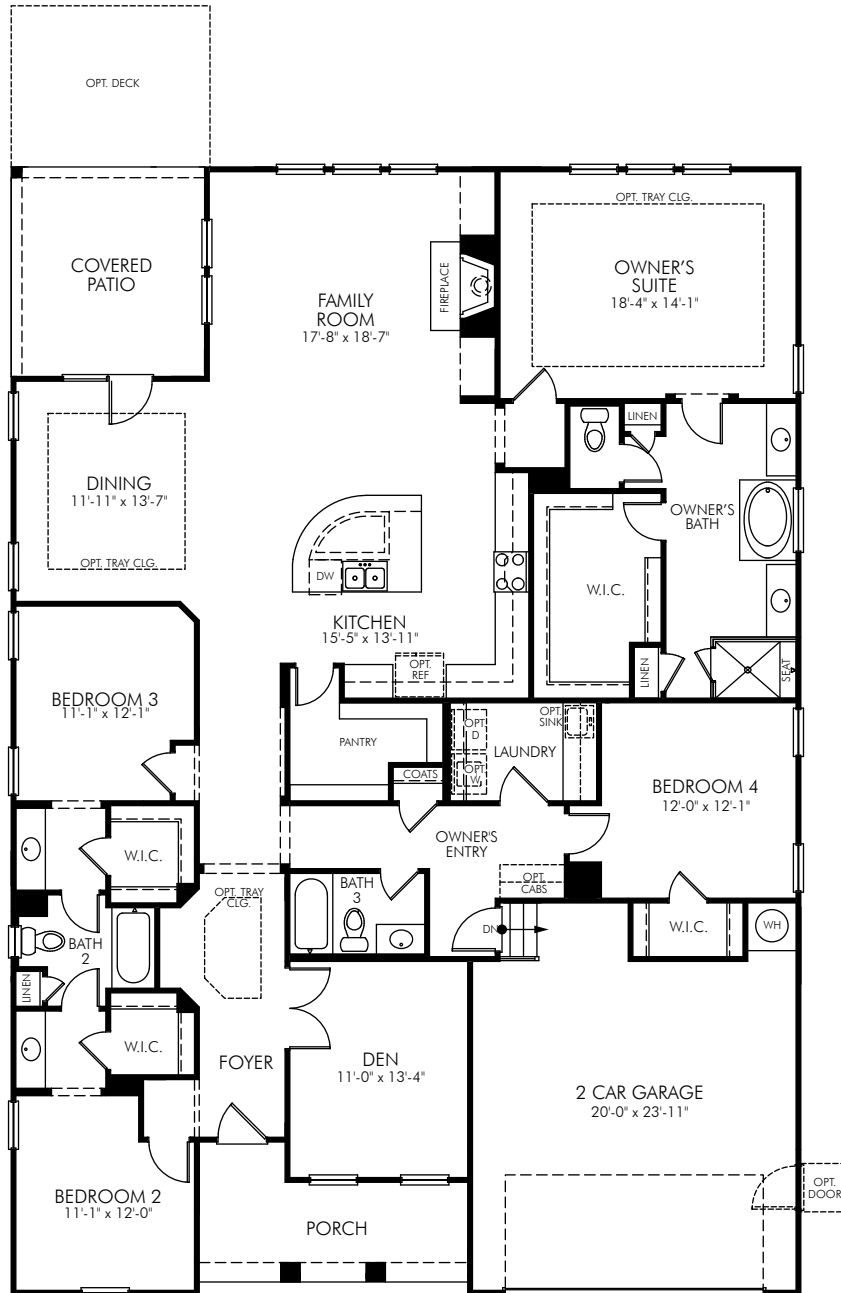 OPT. DECK
COVERED
PATIO
FAMILY
ROOM
17'-8" x 18'-7"
FIREPLACE
OPT. TRAY CLG.
OWNER'S
SUITE
18'-4" x 14'-1"
DINING
11'-11" x 13'-7"
OPT. TRAY CLG.
LINEN
OWNER'S
BATH
W.I.C.
LINEN
SEAT
DW
KITCHEN
15'-5" x 13'-11"
OPT.
REF
BEDROOM 3
11'-1" x 12'-1"
PANTRY
COATS
OPT
D
OPT
W
LAUNDRY
OPT.
SINK
BEDROOM 4
12'-0" x 12'-1"
W.I.C.
OWNER'S
ENTRY
OPT.
CABS
BATH
3
OPT. TRAY
CLG.
BATH
2
LINEN
W.I.C.
DN
W.I.C.
WH
FOYER
DEN
11'-0" x 13'-4"
2 CAR GARAGE
20'-0" x 23'-11"
BEDROOM 2
11'-1" x 12'-0"
PORCH
OPT.
DOOR